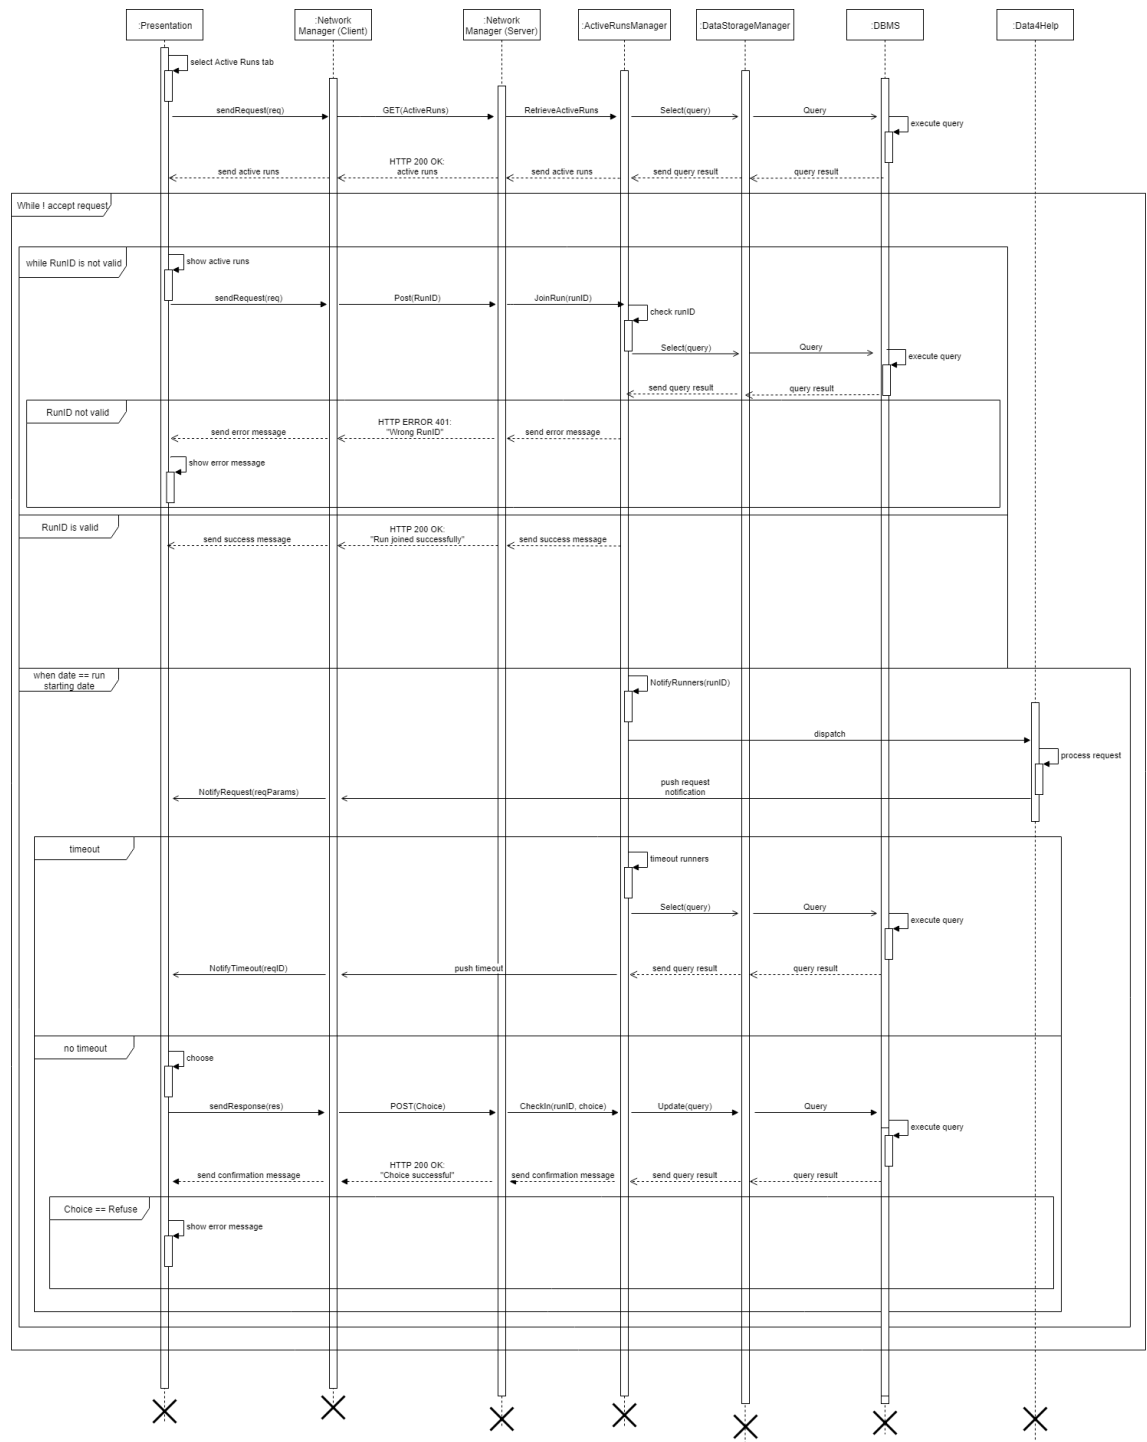 :Presentation
:Network
Manager (Client)
:Network
Manager (Server)
:ActiveRunsManager
:DataStorageManager
:DBMS
:Data4Help
select Active Runs tab
sendRequest(req)
GET(ActiveRuns)
RetrieveActiveRuns
Select(query)
Query
execute query
send active runs
HTTP 200 OK:
active runs
send active runs
send query result
query result
While ! accept request
while RunID is not valid
show active runs
sendRequest(req)
Post(RunID)
JoinRun(runID)
check runID
Select(query)
Query
execute query
send query result
query result
RunID not valid
send error message
HTTP ERROR 401:
"Wrong RunID"
send error message
show error message
RunID is valid
send success message
HTTP 200 OK:
"Run joined successfully"
send success message
when date == run
starting date
NotifyRunners(runID)
dispatch
process request
NotifyRequest(reqParams)
push request
notification
timeout
timeout runners
Select(query)
Query
execute query
NotifyTimeout(reqID)
push timeout
send query result
query result
no timeout
choose
sendResponse(res)
POST(Choice)
CheckIn(runID, choice)
Update(query)
Query
execute query
send confirmation message
HTTP 200 OK:
"Choice successful"
send confirmation message
send query result
query result
Choice == Refuse
show error message